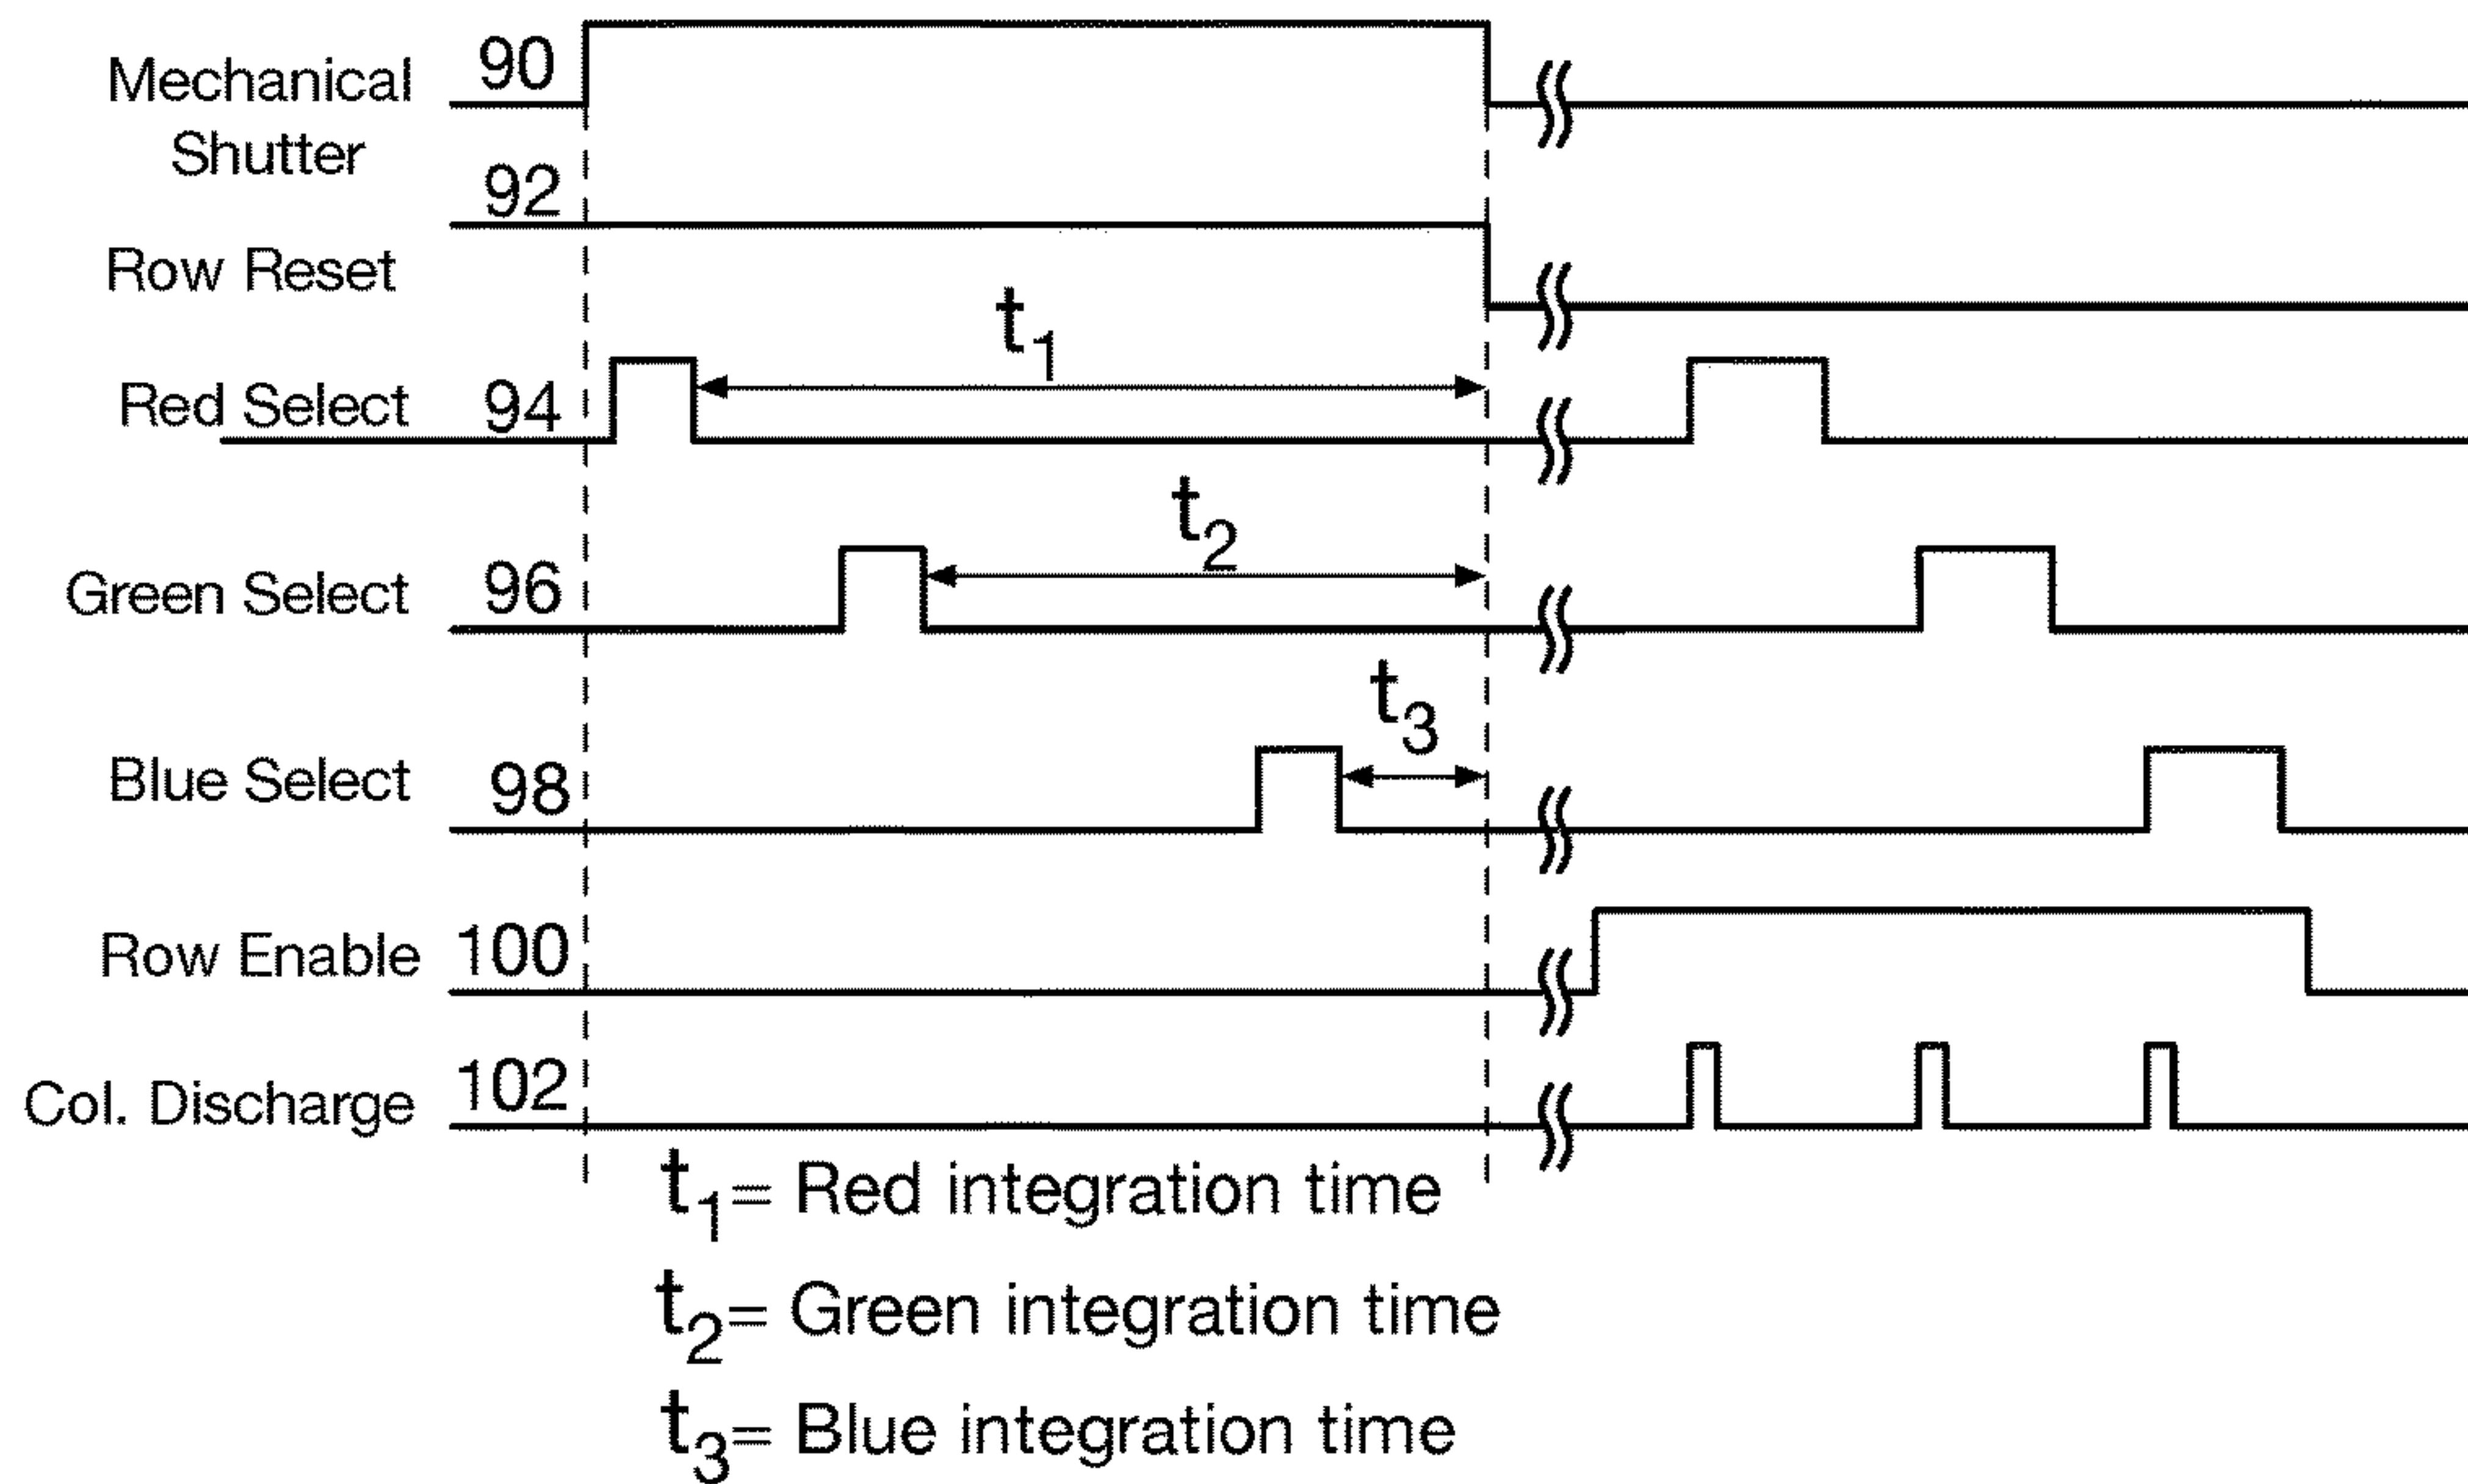 Mechanical Shutter 90
Row Reset 92
Red Select 94
t1
Green Select 96
t2
Blue Select 98
t3
Row Enable 100
Col. Discharge 102
t1= Red integration time
t2= Green integration time
t3= Blue integration time